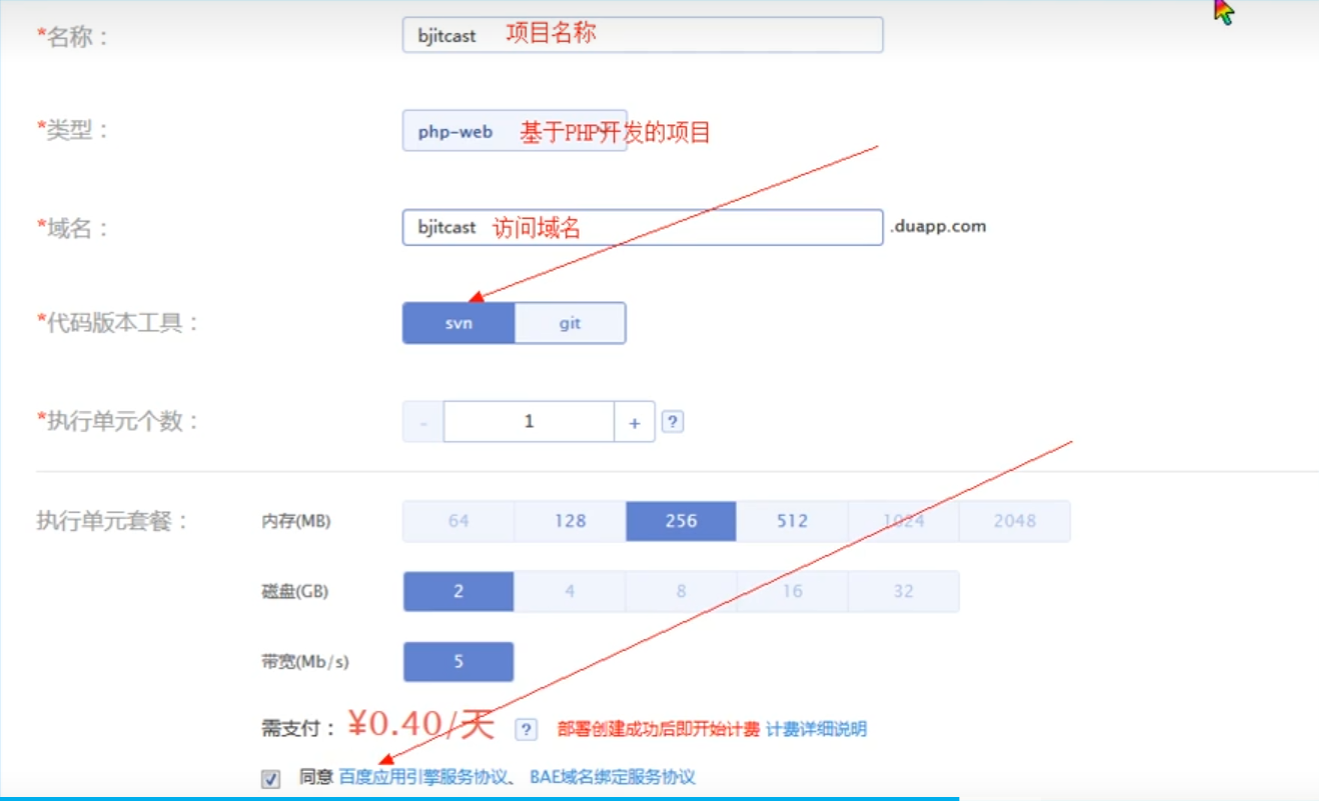 *名称： bjitcast 项目名称
*类型： php-web 基于PHP开发的项目
*域名： bjitcast 访问域名 .duapp.com
*代码版本工具： svn git
*执行单元个数： - 1 + ?
执行单元套餐： 内存(MB) 64 128 256 512 1024 2048
磁盘(GB) 2 4 8 16 32
带宽(Mb/s) 5
需支付： ¥0.40/天 ? 部署创建成功后即开始计费 计费详细说明
同意 百度应用引擎服务协议、 BAE域名绑定服务协议